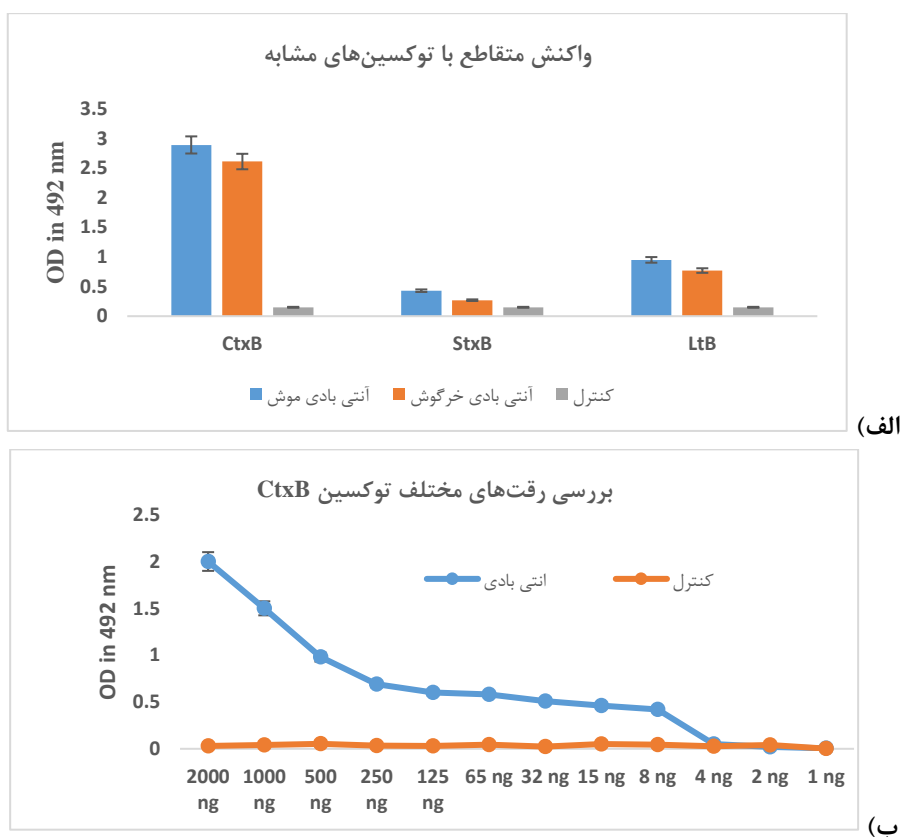 واکنش متقاطع با توکسین‌های مشابه
3.5
3
2.5
2
1.5
1
0.5
0
OD in 492 nm
CtxB StxB LtB
آنتی بادی موش آنتی بادی خرگوش کنترل
الف)
بررسی رقت‌های مختلف توکسین CtxB
2.5
2
1.5
1
0.5
0
OD in 492 nm
انتی بادی کنترل
2000 ng 1000 ng 500 ng 250 ng 125 ng 65 ng 32 ng 15 ng 8 ng 4 ng 2 ng 1 ng
ب)